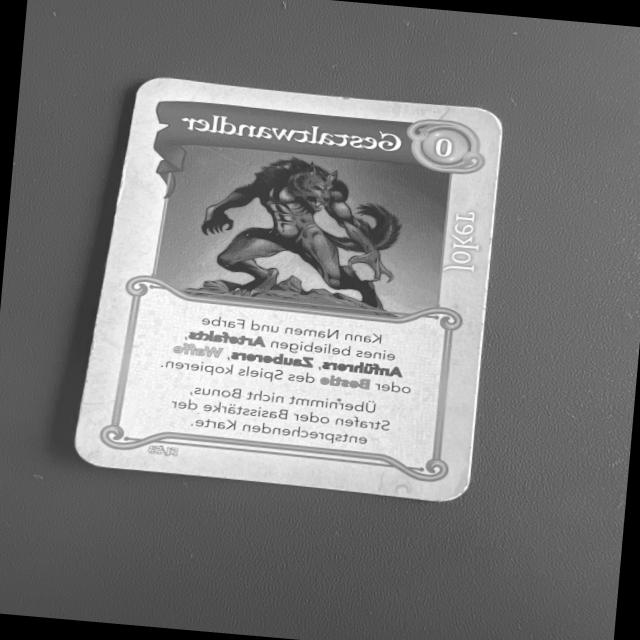 0
Gestaltwandler
Joker
Kann Namen und Farbe
eines beliebigen Artefakts,
Anführers, Zauberers, Waffe
oder Bestie des Spiels kopieren.
Übernimmt nicht Bonus,
Strafen oder Basisstärke der
entsprechenden Karte.